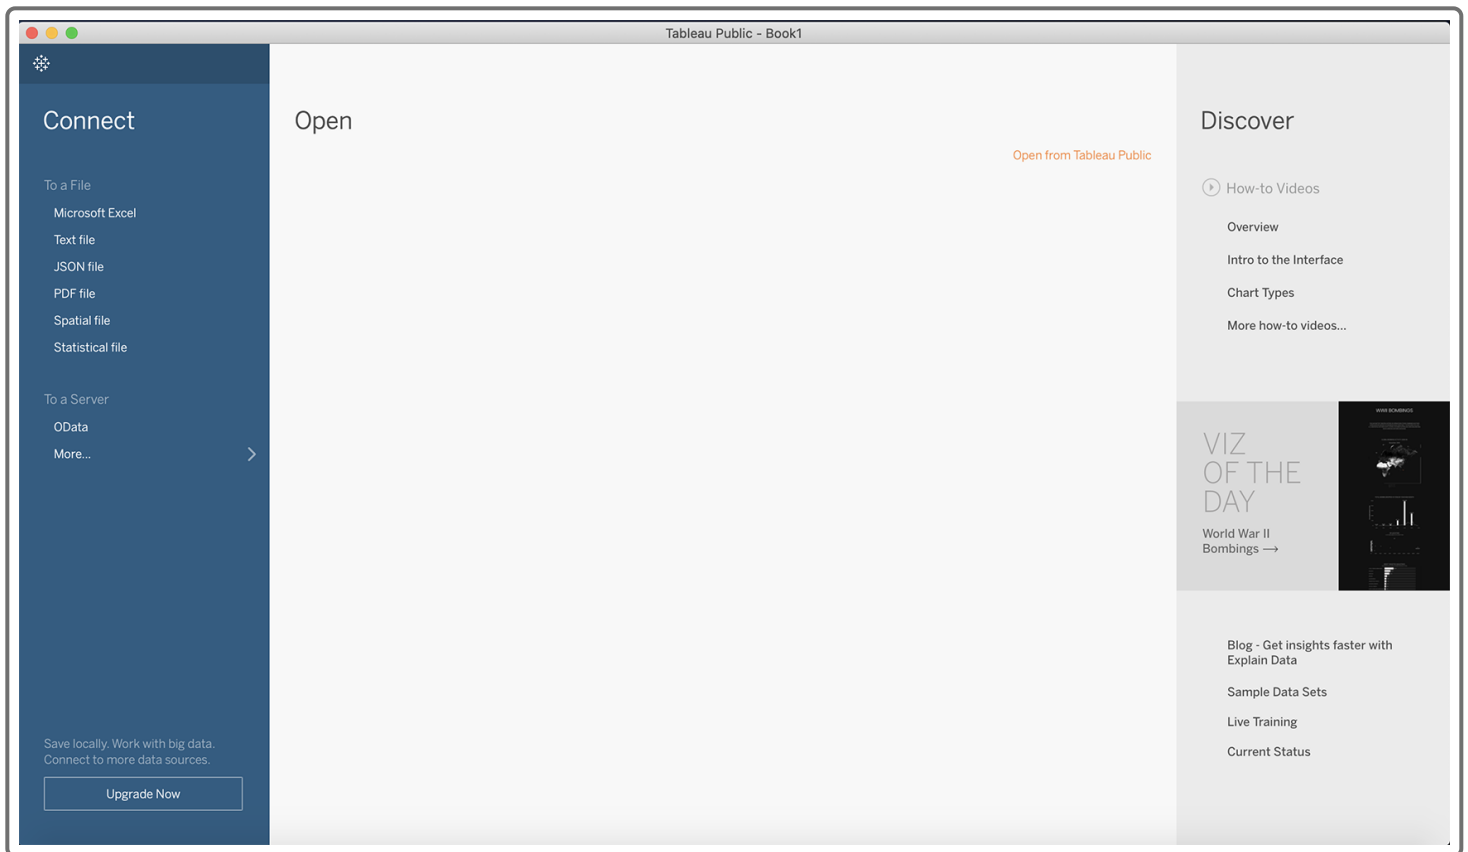 Tableau Public - Book1
Connect
To a File
Microsoft Excel
Text file
JSON file
PDF file
Spatial file
Statistical file
To a Server
OData
More...
Save locally. Work with big data.
Connect to more data sources.
Upgrade Now
Open
Open from Tableau Public
Discover
How-to Videos
Overview
Intro to the Interface
Chart Types
More how-to videos...
VIZ
OF THE
DAY
World War II
Bombings →
WWII BOMBINGS
Blog - Get insights faster with
Explain Data
Sample Data Sets
Live Training
Current Status